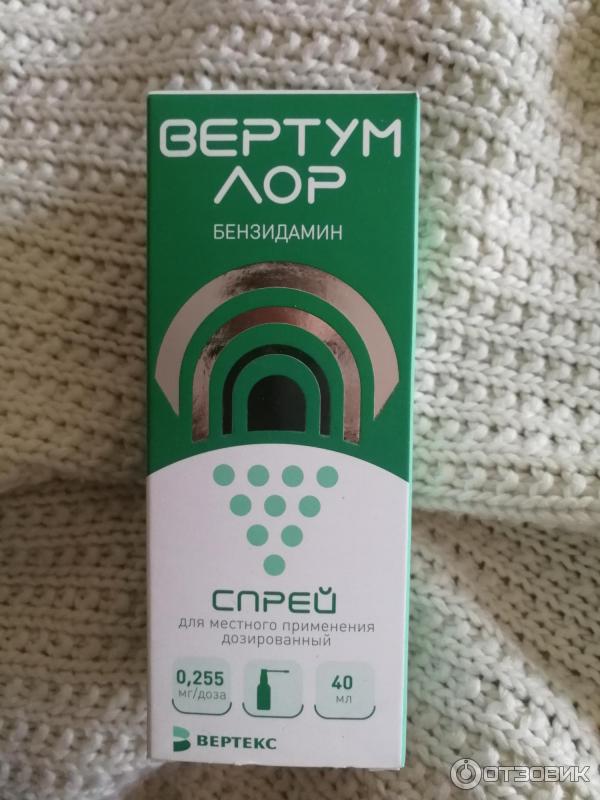 ВЕРТУМ
ЛОР
БЕНЗИДАМИН
СПРЕЙ
для местного применения
дозированный
0,255
мг/доза
40
мл
ВЕРТЕКС
ОТЗОВИК